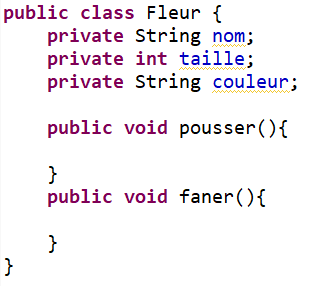 public class Fleur {
    private String nom;
    private int taille;
    private String couleur;
    public void pousser(){
    }
    public void faner(){
    }
}